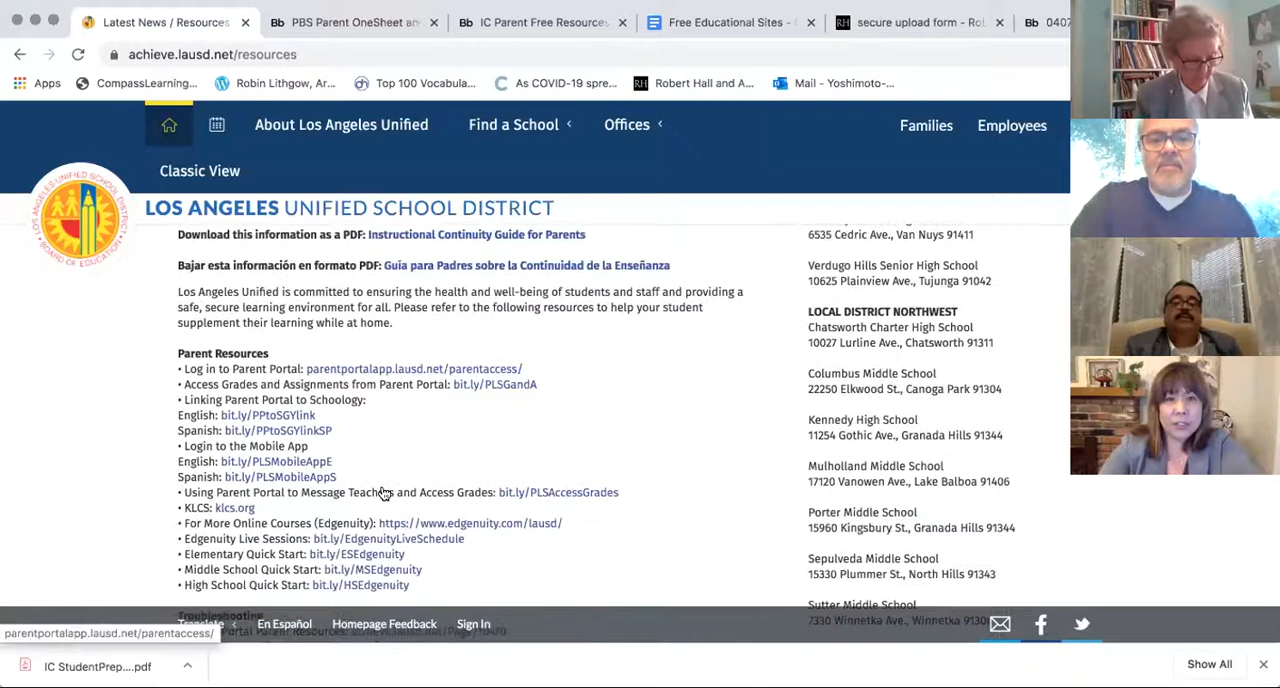 Latest News / Resources
PBS Parent OneSheet an
IC Parent Free Resources
Free Educational Sites -
secure upload form - Ro
0407
achieve.lausd.net/resources
Apps
CompassLearning...
Robin Lithgow, Ar...
Top 100 Vocabula...
As COVID-19 spre...
Robert Hall and A...
Mail - Yoshimoto-...
About Los Angeles Unified
Find a School
Offices
Families
Employees
Classic View
LOS ANGELES UNIFIED SCHOOL DISTRICT
Download this information as a PDF: Instructional Continuity Guide for Parents
Bajar esta información en formato PDF: Guía para Padres sobre la Continuidad de la Enseñanza
Los Angeles Unified is committed to ensuring the health and well-being of students and staff and providing a
safe, secure learning environment for all. Please refer to the following resources to help your student
supplement their learning while at home.
Parent Resources
• Log in to Parent Portal: parentportalapp.lausd.net/parentaccess/
• Access Grades and Assignments from Parent Portal: bit.ly/PLSGandA
• Linking Parent Portal to Schoology:
English: bit.ly/PPtoSGYlink
Spanish: bit.ly/PPtoSGYlinkSP
• Login to the Mobile App
English: bit.ly/PLSMobileAppE
Spanish: bit.ly/PLSMobileAppS
• Using Parent Portal to Message Teachers and Access Grades: bit.ly/PLSAccessGrades
• KLCS: klcs.org
• For More Online Courses (Edgenuity): https://www.edgenuity.com/lausd/
• Edgenuity Live Sessions: bit.ly/EdgenuityLiveSchedule
• Elementary Quick Start: bit.ly/ESEdgenuity
• Middle School Quick Start: bit.ly/MSEdgenuity
• High School Quick Start: bit.ly/HSEdgenuity
Troubleshooting
Parent Resources:
6535 Cedric Ave., Van Nuys 91411
Verdugo Hills Senior High School
10625 Plainview Ave., Tujunga 91042
LOCAL DISTRICT NORTHWEST
Chatsworth Charter High School
10027 Lurline Ave., Chatsworth 91311
Columbus Middle School
22250 Elkwood St., Canoga Park 91304
Kennedy High School
11254 Gothic Ave., Granada Hills 91344
Mulholland Middle School
17120 Vanowen Ave., Lake Balboa 91406
Porter Middle School
15960 Kingsbury St., Granada Hills 91344
Sepulveda Middle School
15330 Plummer St., North Hills 91343
Sutter Middle School
7330 Winnetka Ave., Winnetka
Translate
En Español
Homepage Feedback
Sign In
parentportalapp.lausd.net/parentaccess/
IC StudentPrep....pdf
Show All